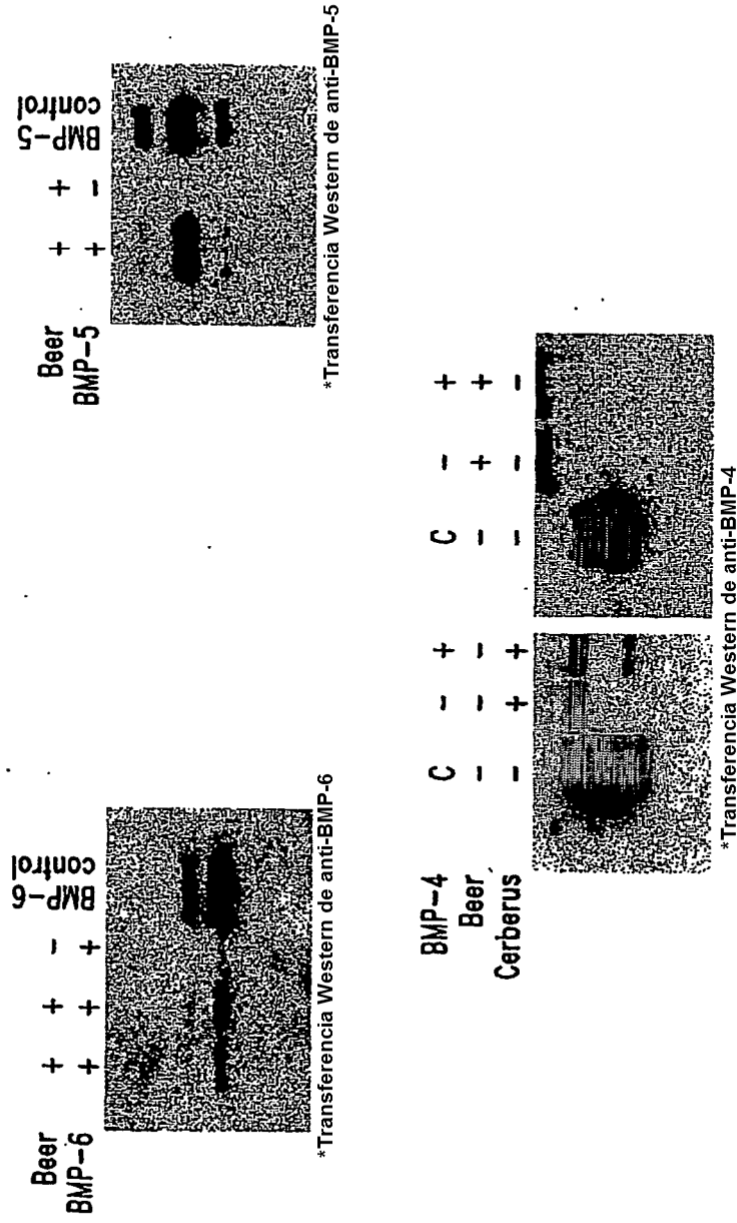 Beer + + -
BMP-6 + + + BMP-6 control
*Transferencia Western de anti-BMP-6
Beer + +
BMP-5 + - BMP-5 control
*Transferencia Western de anti-BMP-5
BMP-4 C - + C - +
Beer - - - - + +
Cerberus - + + - - -
*Transferencia Western de anti-BMP-4